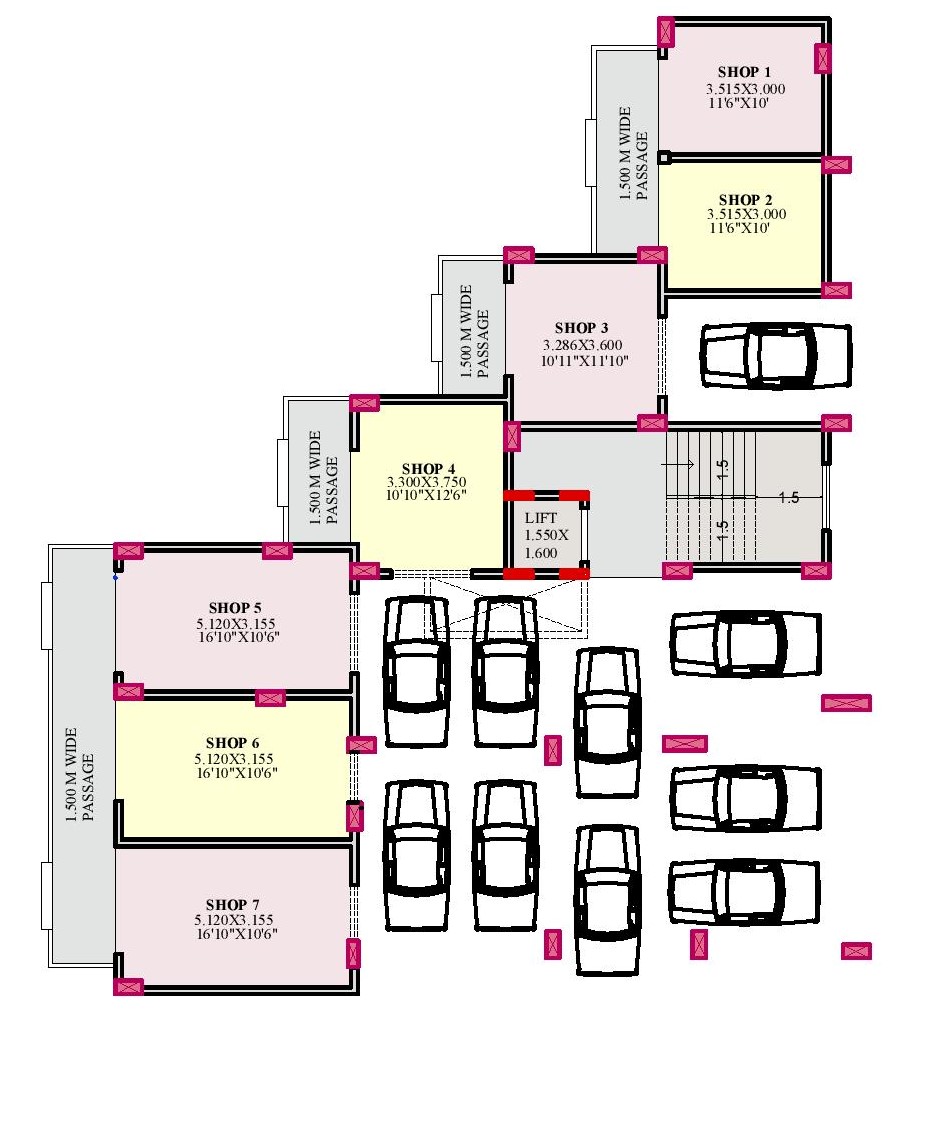 SHOP 1
3.515X3.000
11'6"X10'
1.500 M WIDE
PASSAGE
SHOP 2
3.515X3.000
11'6"X10'
SHOP 3
3.286X3.600
10'11"X11'10"
1.500 M WIDE
PASSAGE
SHOP 4
3.300X3.750
10'10"X12'6"
1.500 M WIDE
PASSAGE
1.5
1.5
1.5
LIFT
1.550X
1.600
SHOP 5
5.120X3.155
16'10"X10'6"
SHOP 6
5.120X3.155
16'10"X10'6"
1.500 M WIDE
PASSAGE
SHOP 7
5.120X3.155
16'10"X10'6"